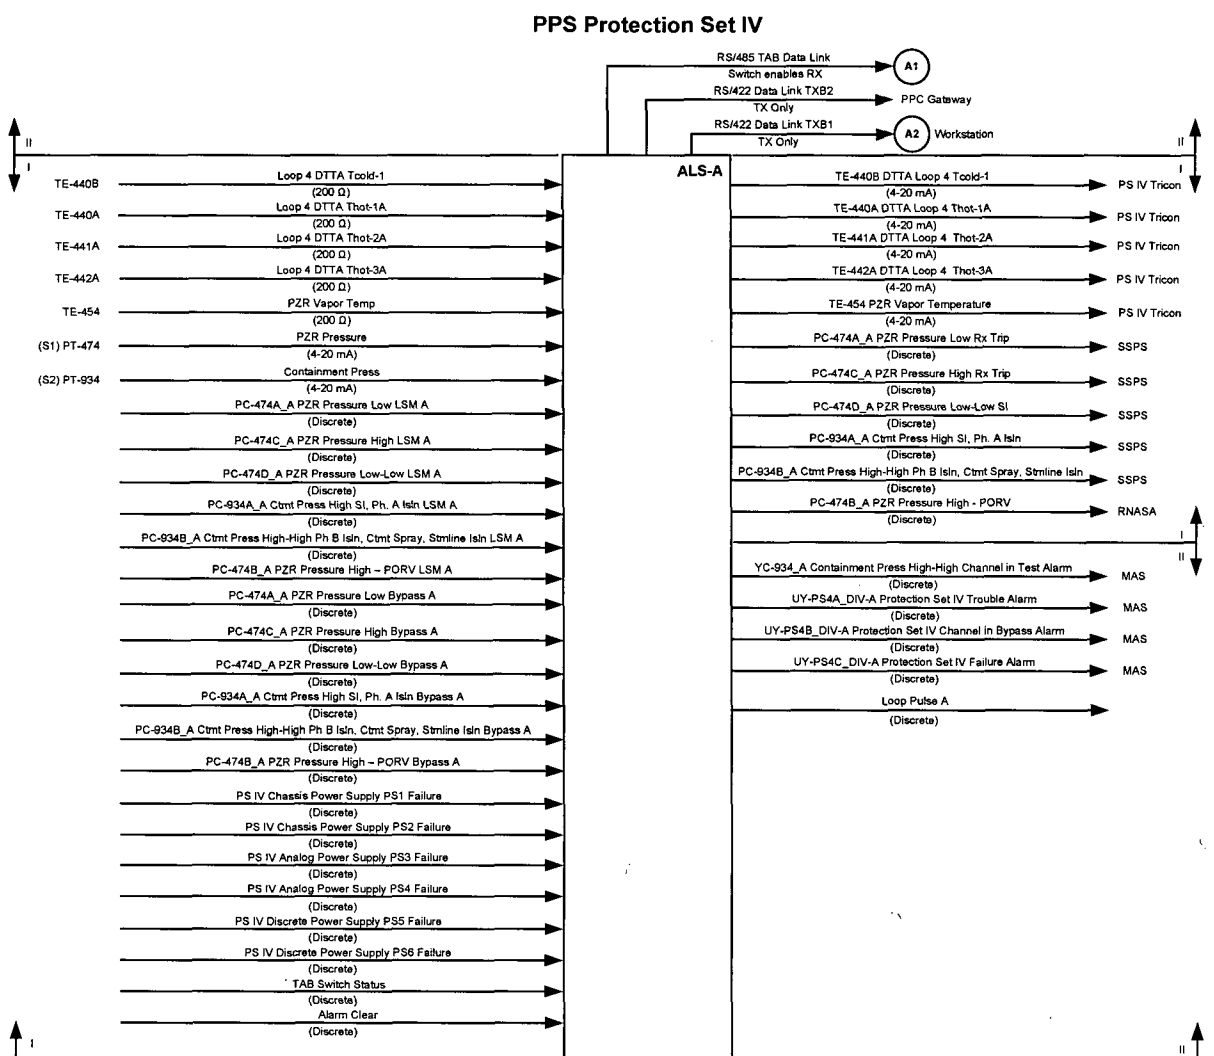 PPS Protection Set IV
RS/485 TAB Data Link
Switch enables RX
A1
RS/422 Data Link TXB2
TX Only
PPC Gateway
RS/422 Data Link TXB1
TX Only
A2 Workstation
II
I
II
I
ALS-A
TE-440B Loop 4 DTTA Tcold-1
(200 Ω)
TE-440A Loop 4 DTTA Thot-1A
(200 Ω)
TE-441A Loop 4 DTTA Thot-2A
(200 Ω)
TE-442A Loop 4 DTTA Thot-3A
(200 Ω)
TE-454 PZR Vapor Temp
(200 Ω)
(S1) PT-474 PZR Pressure
(4-20 mA)
(S2) PT-934 Containment Press
(4-20 mA)
PC-474A_A PZR Pressure Low LSM A
(Discrete)
PC-474C_A PZR Pressure High LSM A
(Discrete)
PC-474D_A PZR Pressure Low-Low LSM A
(Discrete)
PC-934A_A Ctmt Press High SI, Ph. A Isln LSM A
(Discrete)
PC-934B_A Ctmt Press High-High Ph B Isln, Ctmt Spray, Stmline Isln LSM A
(Discrete)
PC-474B_A PZR Pressure High – PORV LSM A
(Discrete)
PC-474A_A PZR Pressure Low Bypass A
(Discrete)
PC-474C_A PZR Pressure High Bypass A
(Discrete)
PC-474D_A PZR Pressure Low-Low Bypass A
(Discrete)
PC-934A_A Ctmt Press High SI, Ph. A Isln Bypass A
(Discrete)
PC-934B_A Ctmt Press High-High Ph B Isln, Ctmt Spray, Stmline Isln Bypass A
(Discrete)
PC-474B_A PZR Pressure High – PORV Bypass A
(Discrete)
PS IV Chassis Power Supply PS1 Failure
(Discrete)
PS IV Chassis Power Supply PS2 Failure
(Discrete)
PS IV Analog Power Supply PS3 Failure
(Discrete)
PS IV Analog Power Supply PS4 Failure
(Discrete)
PS IV Discrete Power Supply PS5 Failure
(Discrete)
PS IV Discrete Power Supply PS6 Failure
(Discrete)
TAB Switch Status
(Discrete)
Alarm Clear
(Discrete)
TE-440B DTTA Loop 4 Tcold-1
(4-20 mA)
PS IV Tricon
TE-440A DTTA Loop 4 Thot-1A
(4-20 mA)
PS IV Tricon
TE-441A DTTA Loop 4 Thot-2A
(4-20 mA)
PS IV Tricon
TE-442A DTTA Loop 4 Thot-3A
(4-20 mA)
PS IV Tricon
TE-454 PZR Vapor Temperature
(4-20 mA)
PS IV Tricon
PC-474A_A PZR Pressure Low Rx Trip
(Discrete)
SSPS
PC-474C_A PZR Pressure High Rx Trip
(Discrete)
SSPS
PC-474D_A PZR Pressure Low-Low SI
(Discrete)
SSPS
PC-934A_A Ctmt Press High SI, Ph. A Isln
(Discrete)
SSPS
PC-934B_A Ctmt Press High-High Ph B Isln, Ctmt Spray, Stmline Isln
(Discrete)
SSPS
PC-474B_A PZR Pressure High - PORV
(Discrete)
RNASA
I
II
YC-934_A Containment Press High-High Channel in Test Alarm
(Discrete)
MAS
UY-PS4A_DIV-A Protection Set IV Trouble Alarm
(Discrete)
MAS
UY-PS4B_DIV-A Protection Set IV Channel in Bypass Alarm
(Discrete)
MAS
UY-PS4C_DIV-A Protection Set IV Failure Alarm
(Discrete)
MAS
Loop Pulse A
(Discrete)
I
II